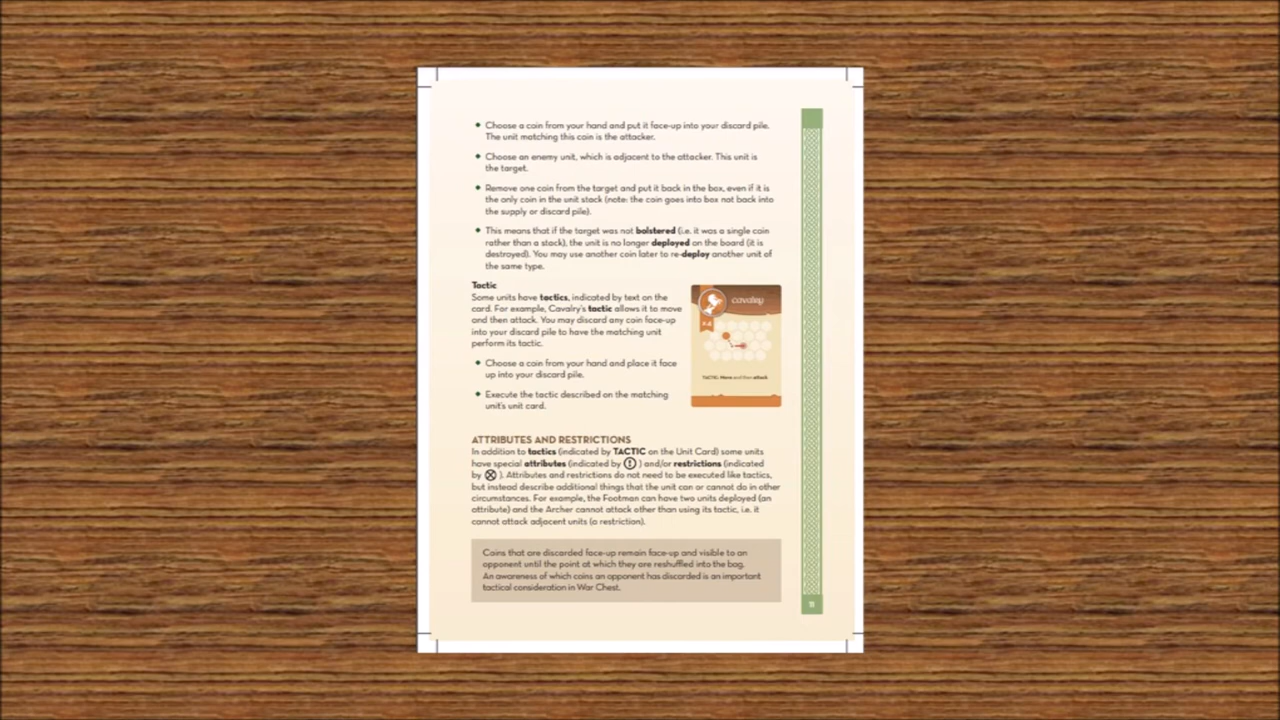 Choose a coin from your hand and put it face-up into your discard pile.
The unit matching this coin is the attacker.
Choose an enemy unit, which is adjacent to the attacker. This unit is
the target.
Remove one coin from the target and put it back in the box, even if it is
the only coin in the unit stack (note: the coin goes into box not back into
the supply or discard pile).
This means that if the target was not bolstered (i.e. it was a single coin
rather than a stack), the unit is no longer deployed on the board (it is
destroyed). You may use another coin later to re-deploy another unit of
the same type.
Tactic
Some units have tactics, indicated by text on the
card. For example, Cavalry's tactic allows it to move
and then attack. You may discard any coin face-up
into your discard pile to have the matching unit
perform its tactic.
Choose a coin from your hand and place it face
up into your discard pile.
Execute the tactic described on the matching
unit's unit card.
cavalry
TACTIC: Move and then attack
ATTRIBUTES AND RESTRICTIONS
In addition to tactics (indicated by TACTIC on the Unit Card) some units
have special attributes (indicated by ! ) and/or restrictions (indicated
by ). Attributes and restrictions do not need to be executed like tactics,
but instead describe additional things that the unit can or cannot do in other
circumstances. For example, the Footman can have two units deployed (an
attribute) and the Archer cannot attack other than using its tactic, i.e. it
cannot attack adjacent units (a restriction).
Coins that are discarded face-up remain face-up and visible to an
opponent until the point at which they are reshuffled into the bag.
An awareness of which coins an opponent has discarded is an important
tactical consideration in War Chest.
11